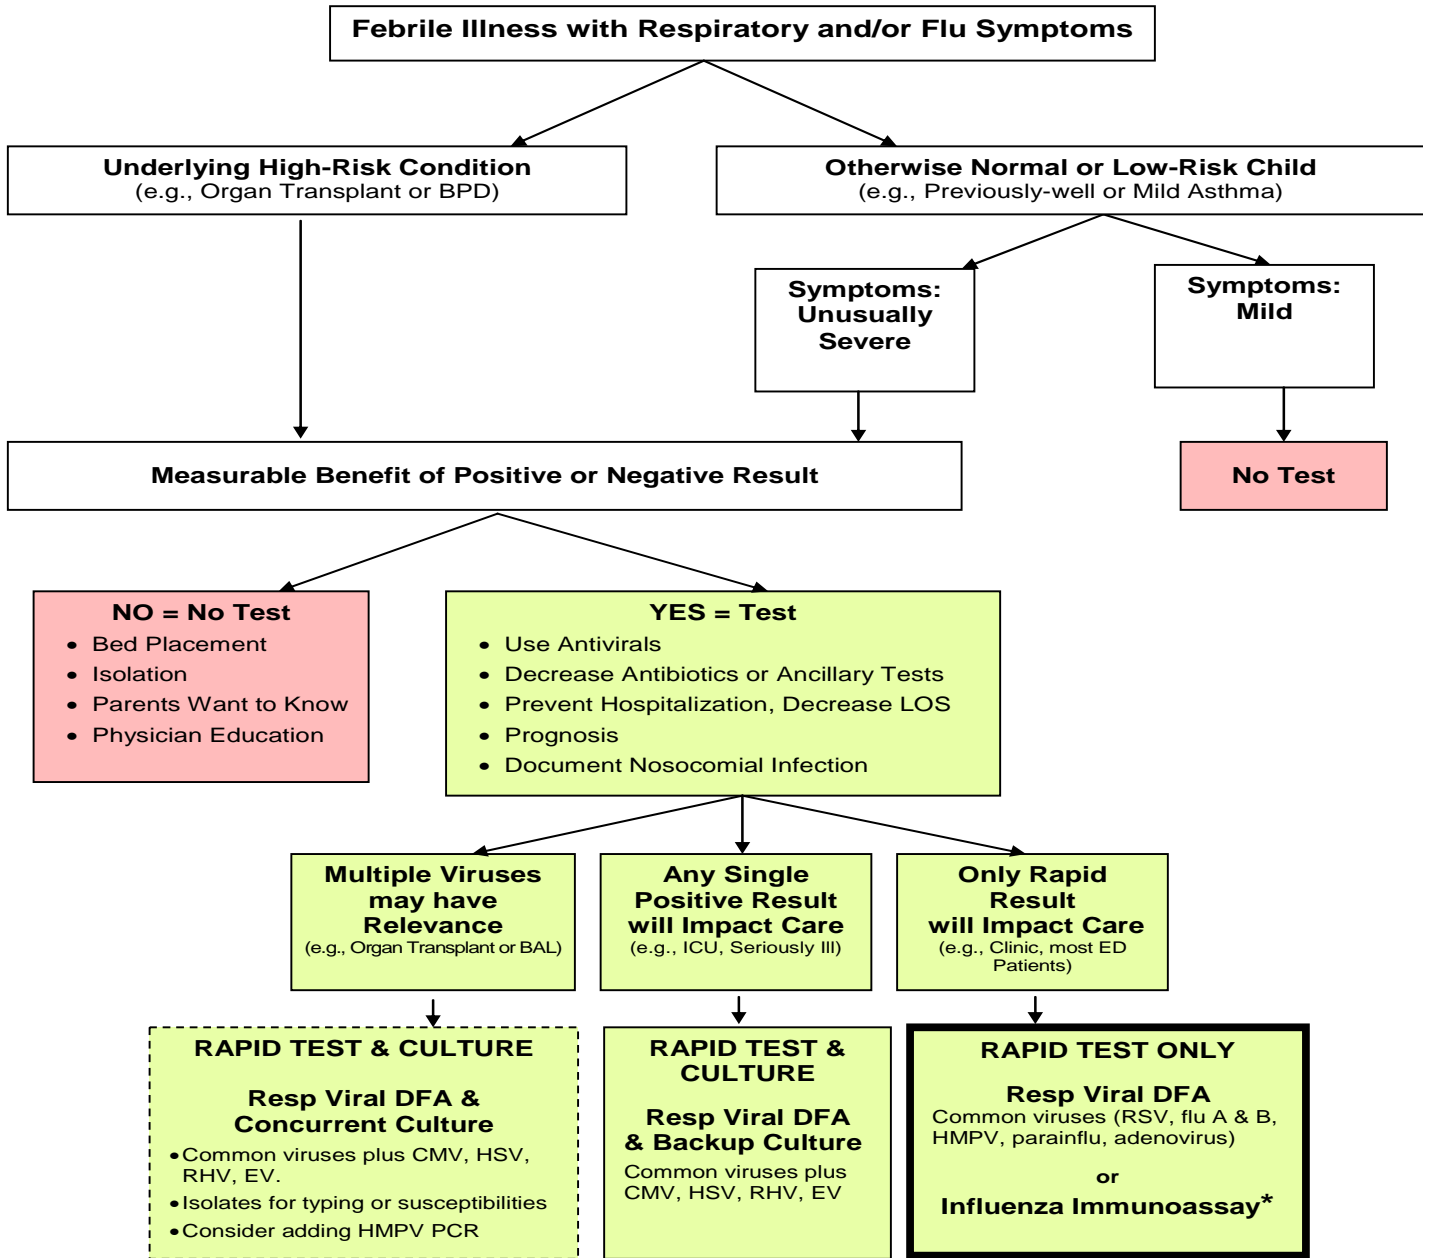 Febrile Illness with Respiratory and/or Flu Symptoms
Underlying High-Risk Condition
(e.g., Organ Transplant or BPD)
Otherwise Normal or Low-Risk Child
(e.g., Previously-well or Mild Asthma)
Symptoms:
Unusually
Severe
Symptoms:
Mild
Measurable Benefit of Positive or Negative Result
No Test
NO = No Test
• Bed Placement
• Isolation
• Parents Want to Know
• Physician Education
YES = Test
• Use Antivirals
• Decrease Antibiotics or Ancillary Tests
• Prevent Hospitalization, Decrease LOS
• Prognosis
• Document Nosocomial Infection
Multiple Viruses
may have
Relevance
(e.g., Organ Transplant or BAL)
Any Single
Positive Result
will Impact Care
(e.g., ICU, Seriously Ill)
Only Rapid
Result
will Impact Care
(e.g., Clinic, most ED
Patients)
RAPID TEST & CULTURE
Resp Viral DFA &
Concurrent Culture
• Common viruses plus CMV, HSV,
RHV, EV.
• Isolates for typing or susceptibilities
• Consider adding HMPV PCR
RAPID TEST &
CULTURE
Resp Viral DFA
& Backup Culture
Common viruses plus
CMV, HSV, RHV, EV
RAPID TEST ONLY
Resp Viral DFA
Common viruses (RSV, flu A & B,
HMPV, parainflu, adenovirus)
or
Influenza Immunoassay*